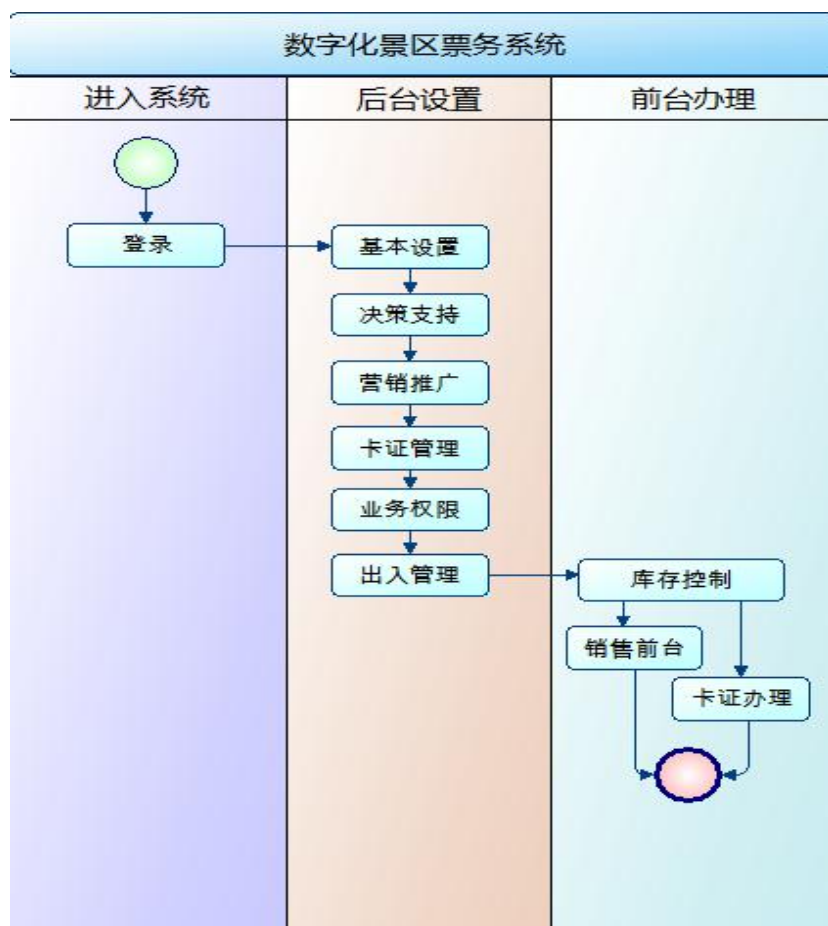 数字化景区票务系统
进入系统
后台设置
前台办理
登录
基本设置
决策支持
营销推广
卡证管理
业务权限
出入管理
库存控制
销售前台
卡证办理